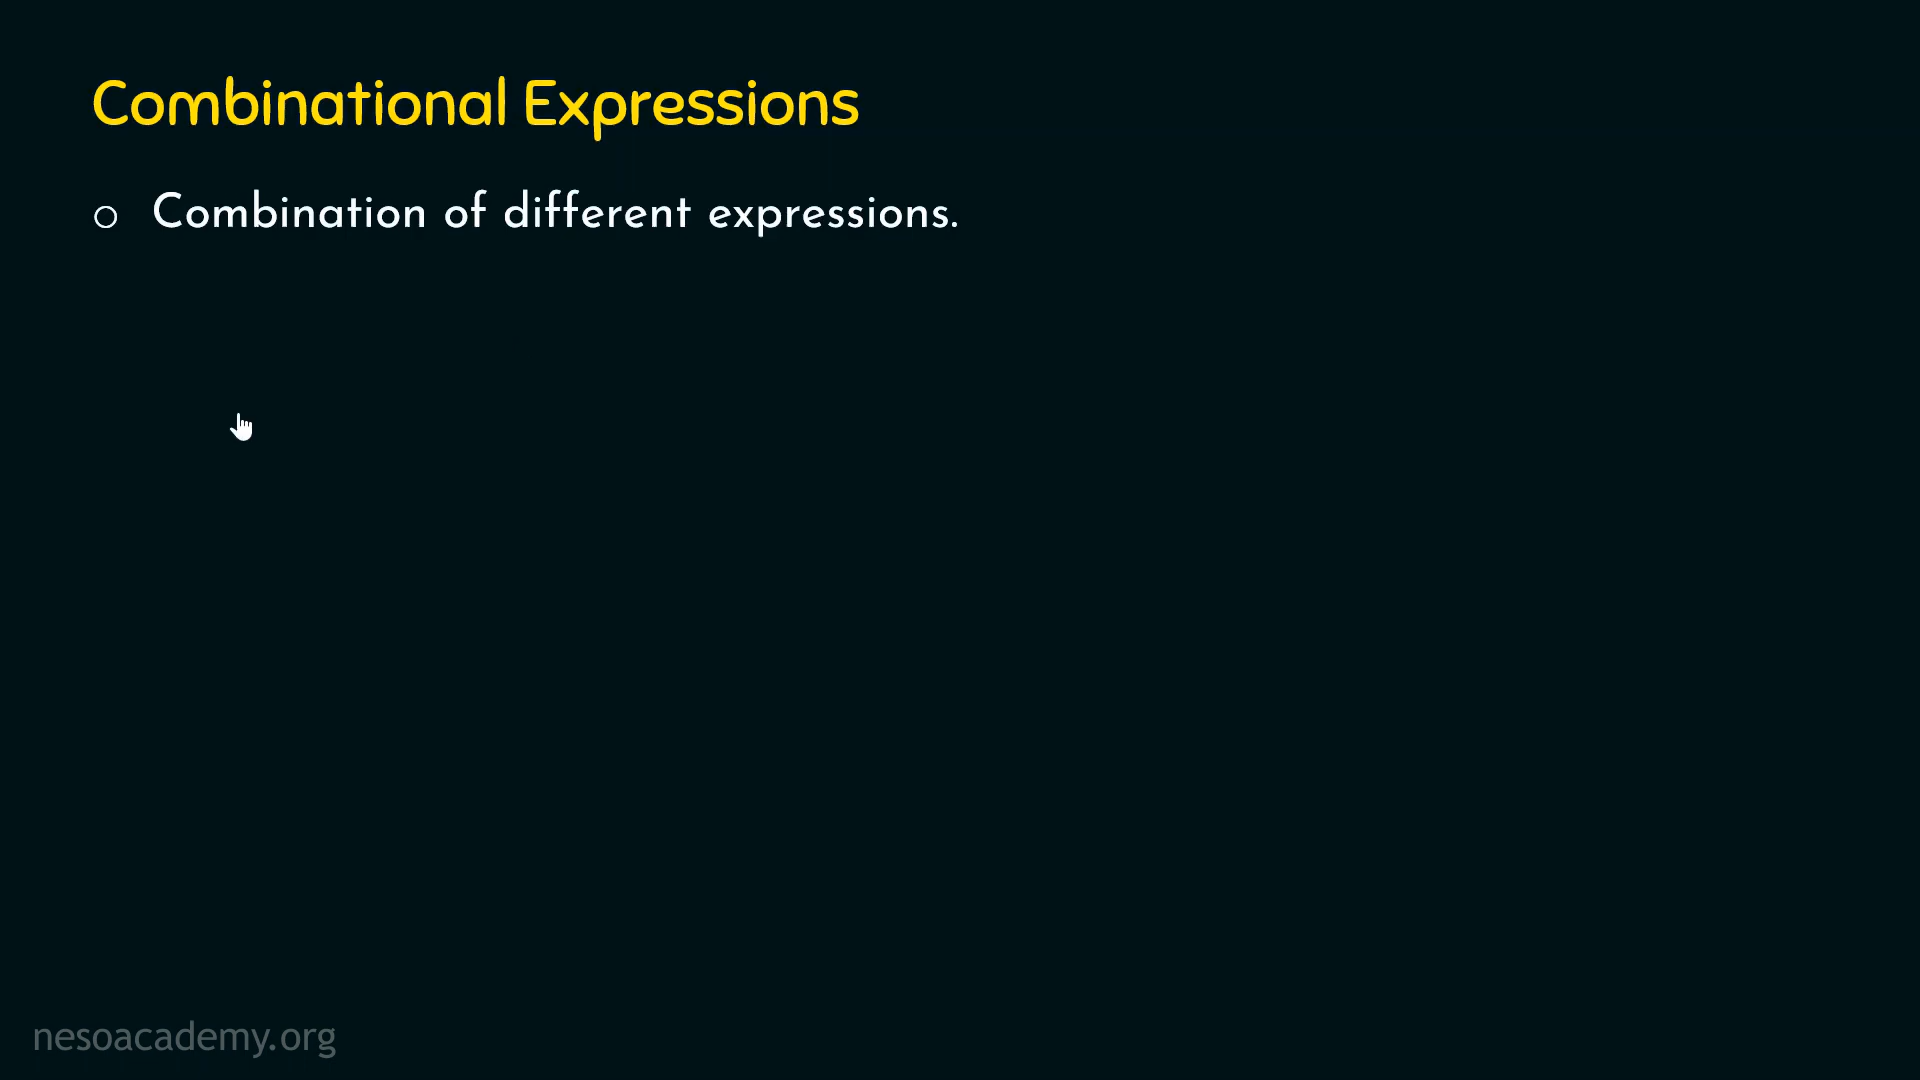 Combinational Expressions
○ Combination of different expressions.
nesoacademy.org